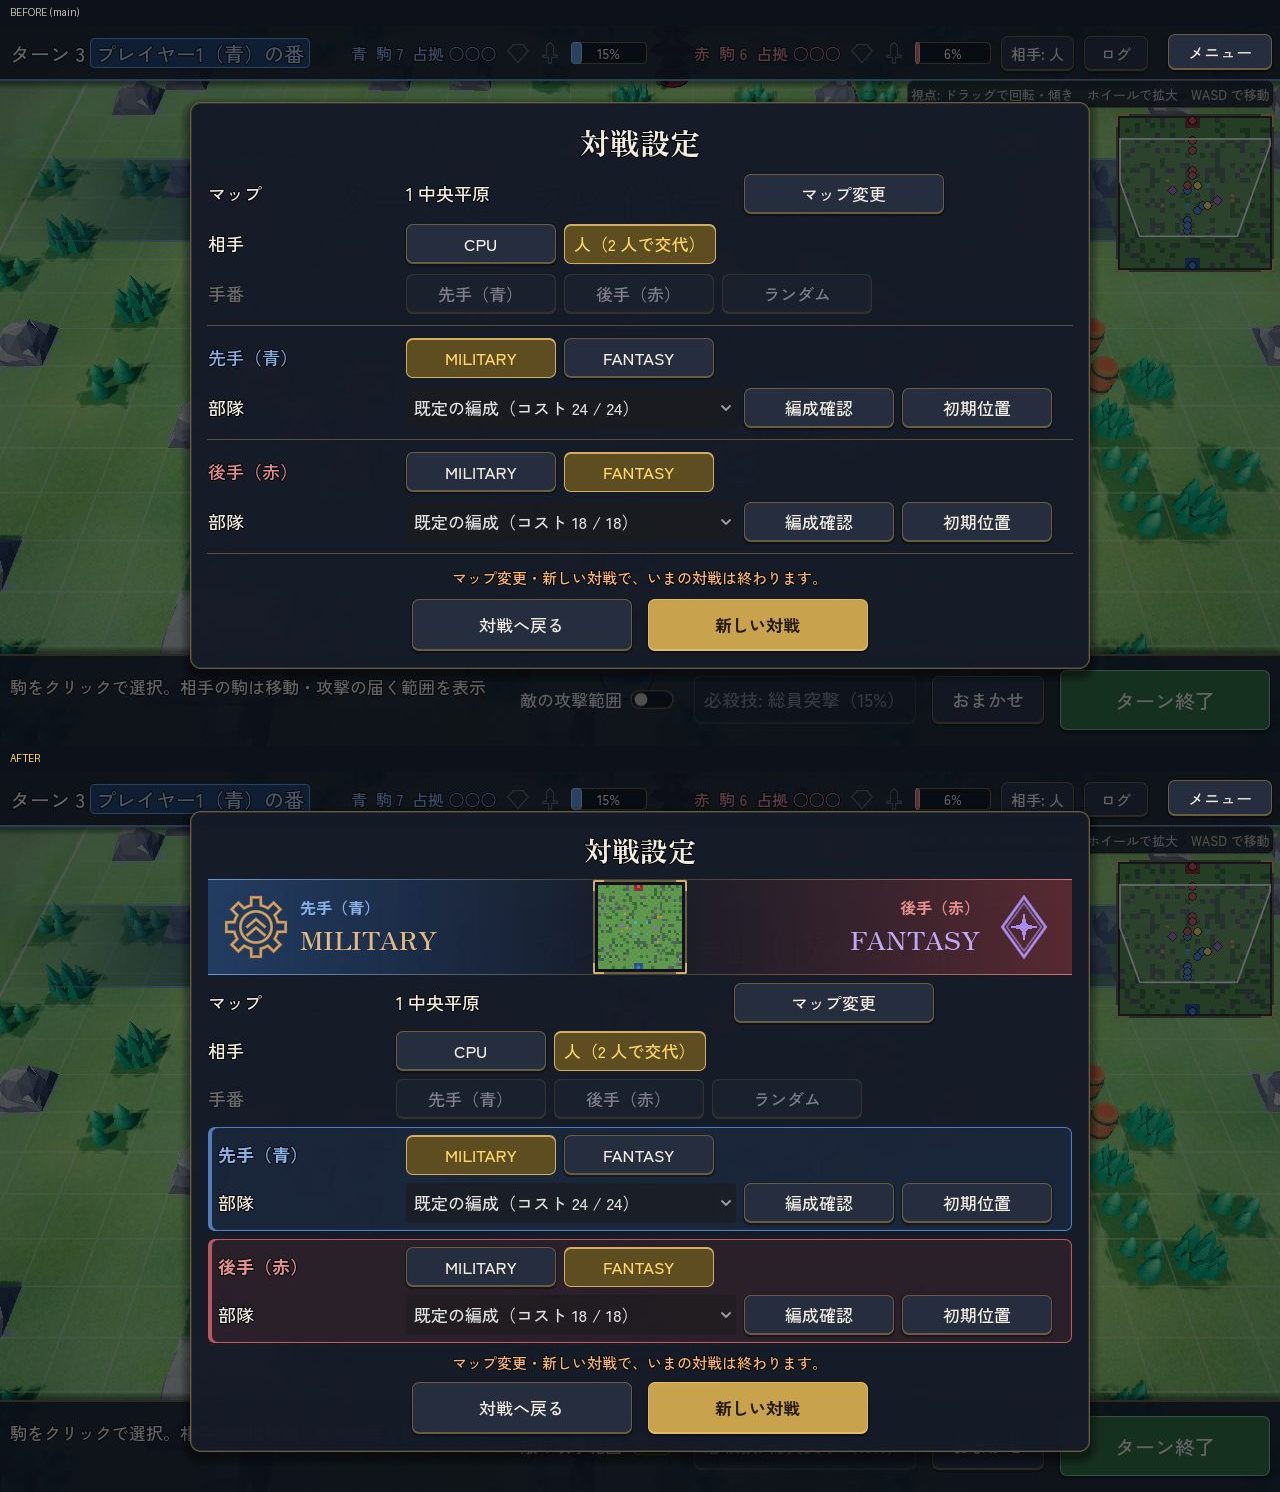 BEFORE (main)
ターン 3 プレイヤー1（青）の番 青 駒 7 占拠 〇〇〇 15% 赤 駒 6 占拠 〇〇〇 6% 相手: 人 ログ メニュー
視点: ドラッグで回転・傾き ホイールで拡大 WASD で移動
対戦設定
マップ 1 中央平原 マップ変更
相手 CPU 人（2 人で交代）
手番 先手（青） 後手（赤） ランダム
先手（青） MILITARY FANTASY
部隊 既定の編成（コスト 24 / 24） 編成確認 初期位置
後手（赤） MILITARY FANTASY
部隊 既定の編成（コスト 18 / 18） 編成確認 初期位置
マップ変更・新しい対戦で、いまの対戦は終わります。
対戦へ戻る 新しい対戦
駒をクリックで選択。相手の駒は移動・攻撃の届く範囲を表示 敵の攻撃範囲 必殺技: 総員突撃（15%） おまかせ ターン終了
AFTER
ターン 3 プレイヤー1（青）の番 青 駒 7 占拠 〇〇〇 15% 赤 駒 6 占拠 〇〇〇 6% 相手: 人 ログ メニュー
ホイールで拡大 WASD で移動
対戦設定
先手（青） 後手（赤）
MILITARY FANTASY
マップ 1 中央平原 マップ変更
相手 CPU 人（2 人で交代）
手番 先手（青） 後手（赤） ランダム
先手（青） MILITARY FANTASY
部隊 既定の編成（コスト 24 / 24） 編成確認 初期位置
後手（赤） MILITARY FANTASY
部隊 既定の編成（コスト 18 / 18） 編成確認 初期位置
マップ変更・新しい対戦で、いまの対戦は終わります。
対戦へ戻る 新しい対戦
駒をクリックで選択。 ターン終了